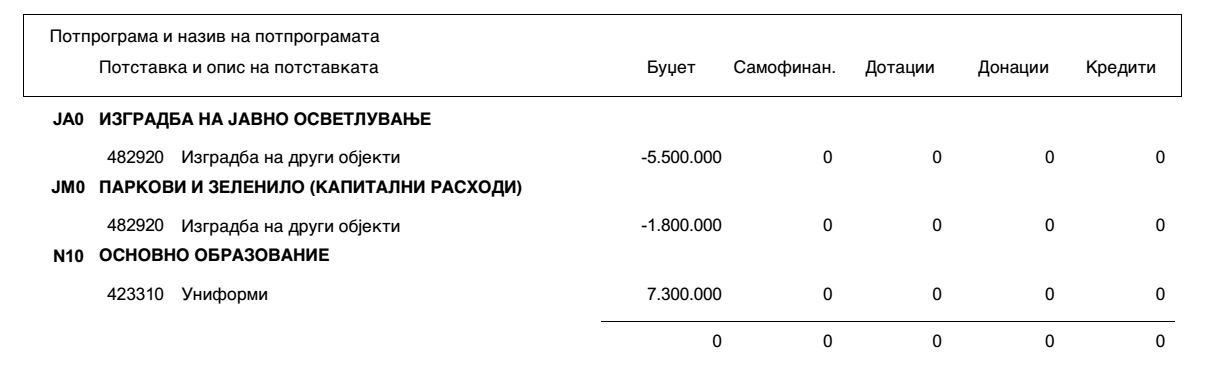 Потпрограма и назив на потпрограмата
Потставка и опис на потставката Буџет Самофинан. Дотации Донации Кредити
JA0 ИЗГРАДБА НА ЈАВНО ОСВЕТЛУВАЊЕ
482920 Изградба на други објекти -5.500.000 0 0 0 0
JM0 ПАРКОВИ И ЗЕЛЕНИЛО (КАПИТАЛНИ РАСХОДИ)
482920 Изградба на други објекти -1.800.000 0 0 0 0
N10 ОСНОВНО ОБРАЗОВАНИЕ
423310 Униформи 7.300.000 0 0 0 0
0 0 0 0 0